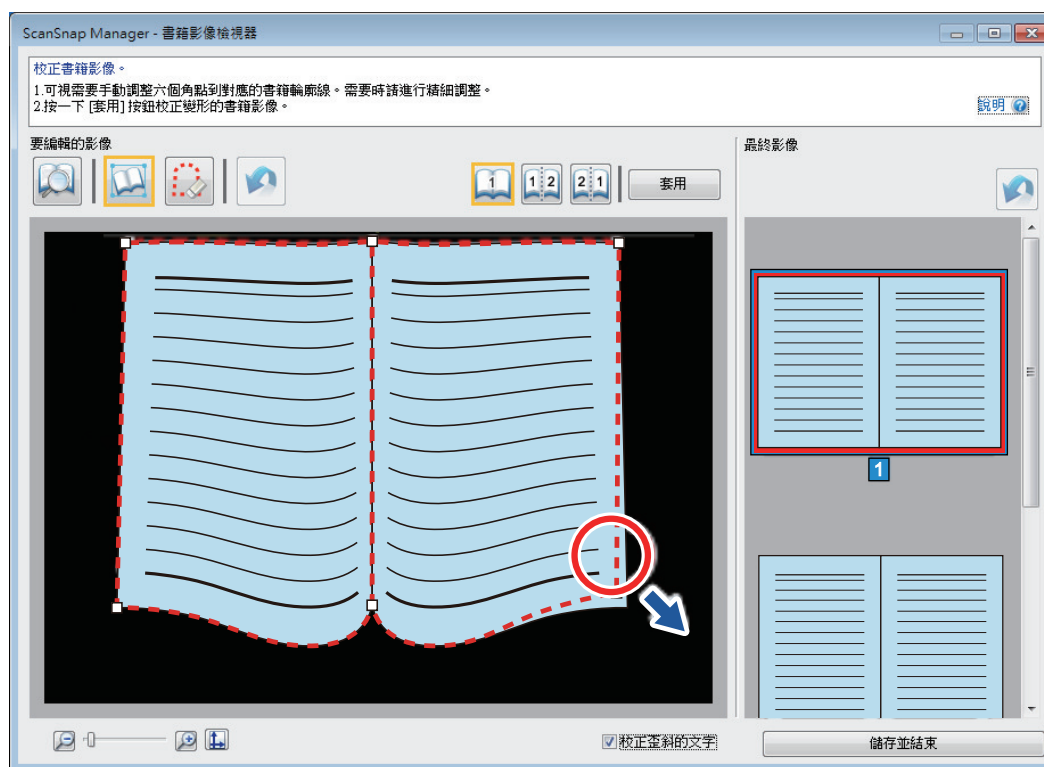 ScanSnap Manager - 書籍影像檢視器
校正書籍影像。
1.可視需要手動調整六個角點到對應的書籍輪廓線。需要時請進行精細調整。
2.按一下 [套用] 按鈕校正變形的書籍影像。
說明
要編輯的影像
最終影像
1
1 2
2 1
套用
1
校正歪斜的文字
儲存並結束